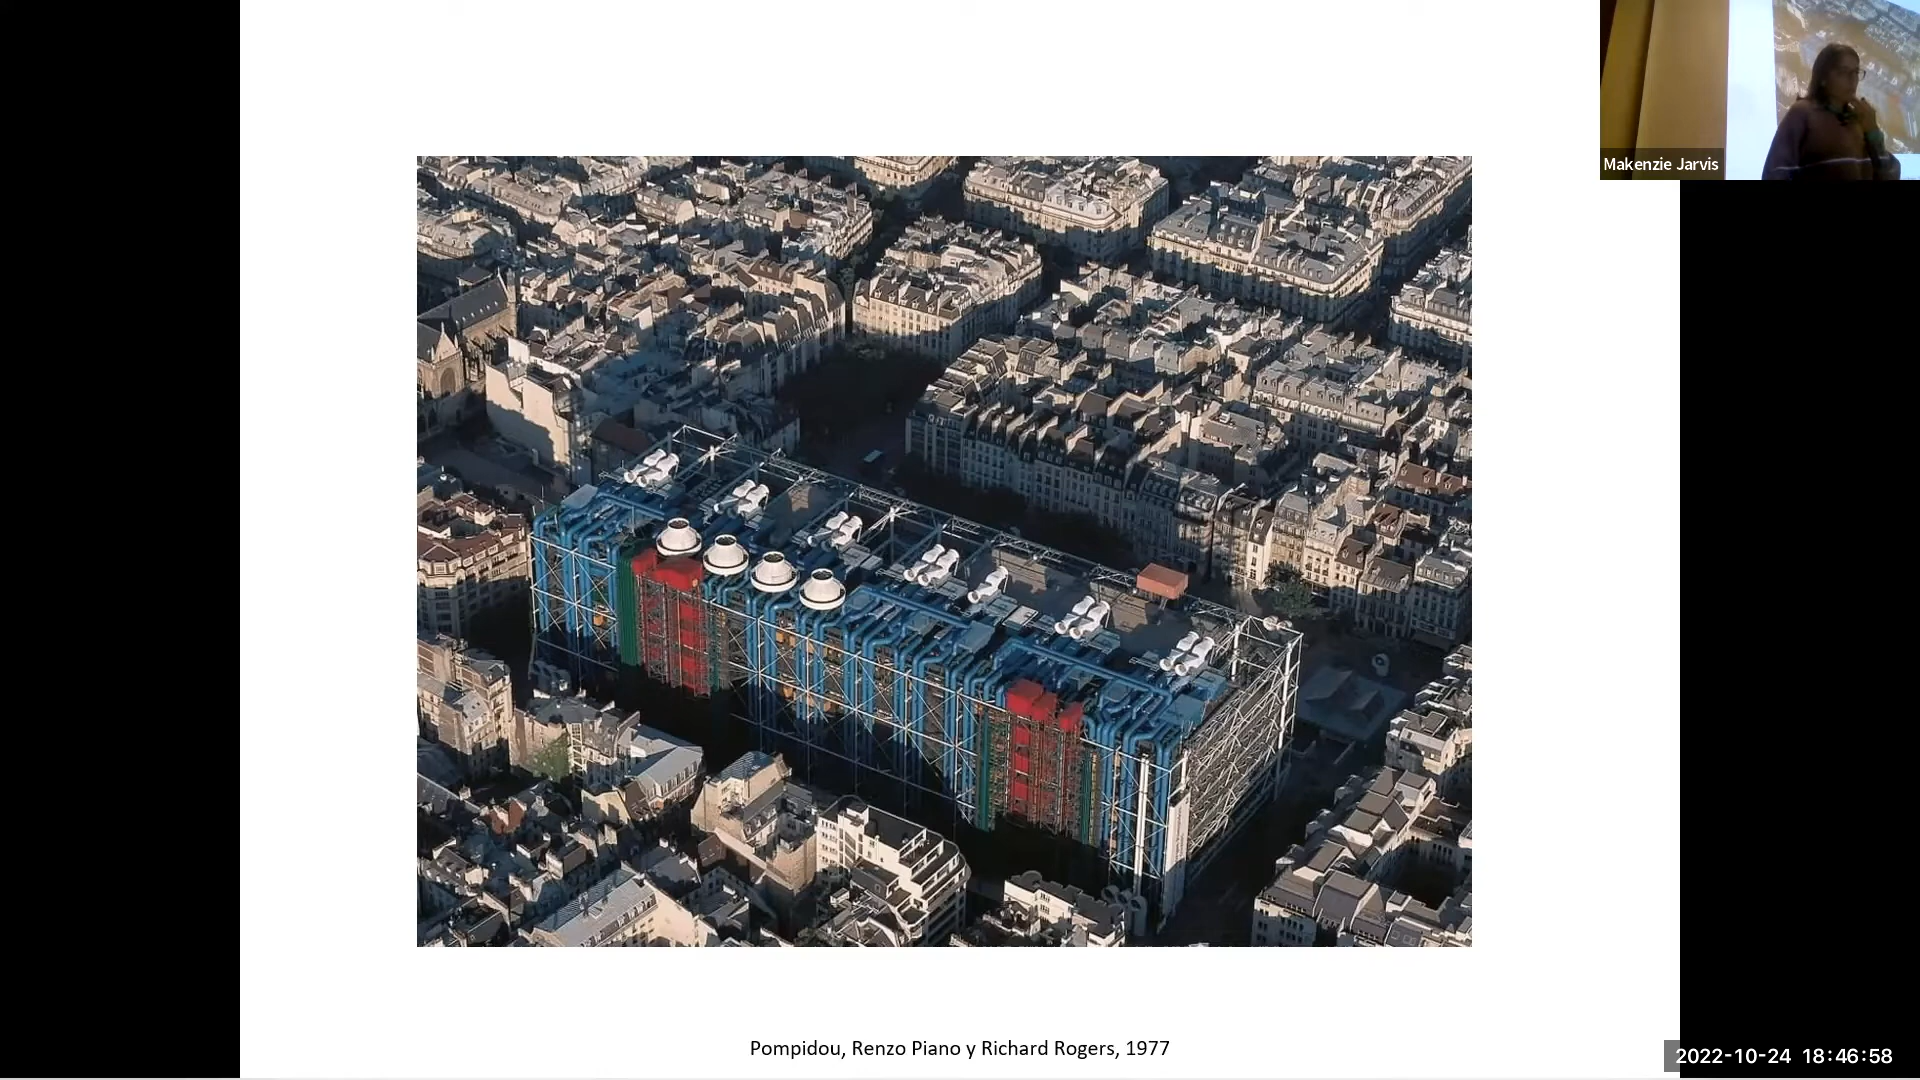 Makenzie Jarvis
Pompidou, Renzo Piano y Richard Rogers, 1977
2022-10-24 18:46:58